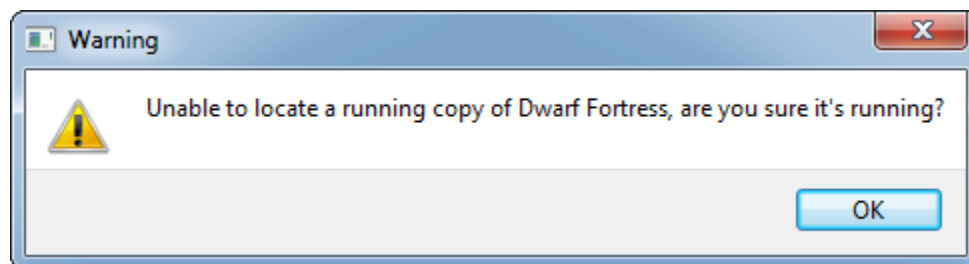 Warning
Unable to locate a running copy of Dwarf Fortress, are you sure it's running?
OK